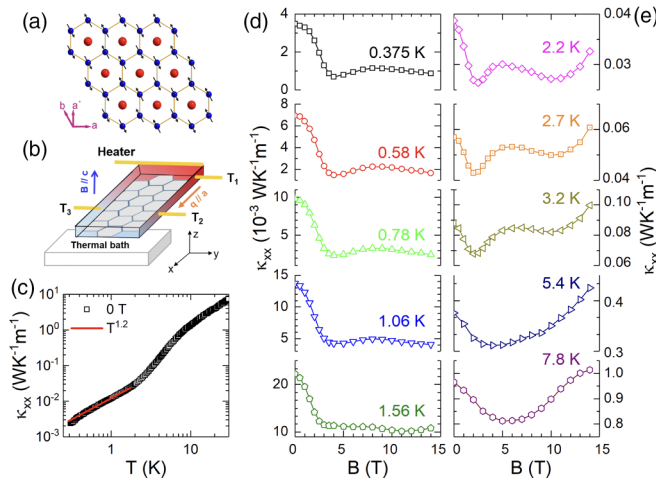 (a)
b
a*
a
(b)
Heater
B // c
T₁
q//a
T₃
T₂
Thermal bath
z
y
x
(c)
0 T
T¹·²
κxx (WK⁻¹m⁻¹)
10⁰
10⁻¹
10⁻²
10⁻³
1
10
T (K)
(d)
κxx (10⁻³ WK⁻¹m⁻¹)
4
3
2
1
0
0.375 K
8
6
4
2
0
0.58 K
10
5
0
0.78 K
15
10
5
1.06 K
20
10
1.56 K
0
5
10
15
B (T)
(e)
κxx (WK⁻¹m⁻¹)
0.04
0.03
2.2 K
0.06
0.04
2.7 K
0.10
0.08
0.06
3.2 K
0.4
0.3
5.4 K
1.0
0.9
0.8
7.8 K
0
5
10
15
B (T)